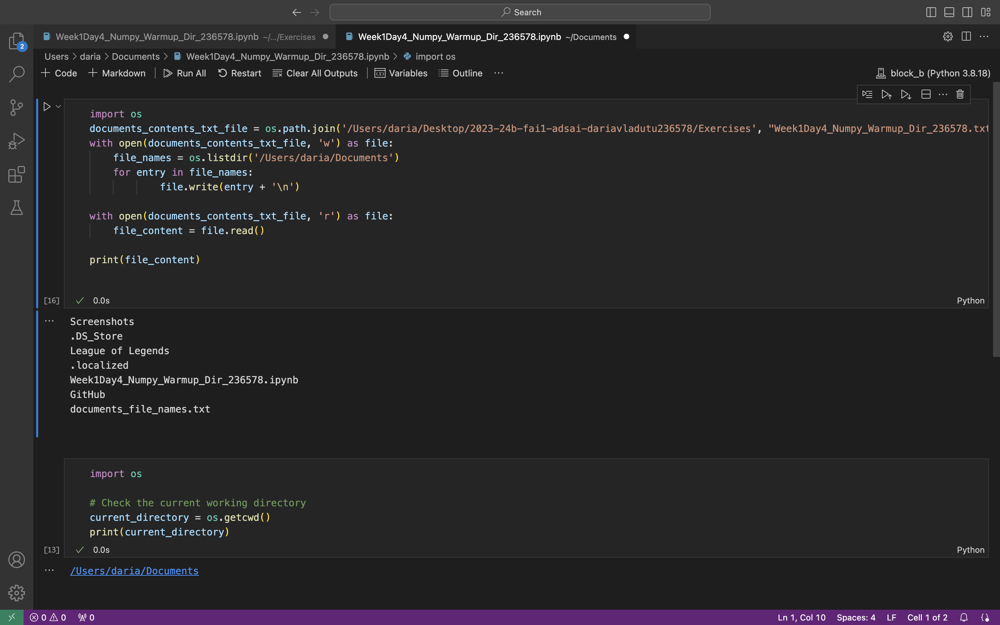 Search
Week1Day4_Numpy_Warmup_Dir_236578.ipynb ~/.../Exercises
Week1Day4_Numpy_Warmup_Dir_236578.ipynb ~/Documents
2
Users > daria > Documents > Week1Day4_Numpy_Warmup_Dir_236578.ipynb > import os
+ Code + Markdown Run All Restart Clear All Outputs Variables Outline ...
block_b (Python 3.8.18)
import os
documents_contents_txt_file = os.path.join('/Users/daria/Desktop/2023-24b-fai1-adsai-dariavladutu236578/Exercises', "Week1Day4_Numpy_Warmup_Dir_236578.txt
with open(documents_contents_txt_file, 'w') as file:
    file_names = os.listdir('/Users/daria/Documents')
    for entry in file_names:
            file.write(entry + '\n')
with open(documents_contents_txt_file, 'r') as file:
    file_content = file.read()
print(file_content)
[16] 0.0s
Python
Screenshots
.DS_Store
League of Legends
.localized
Week1Day4_Numpy_Warmup_Dir_236578.ipynb
GitHub
documents_file_names.txt
import os
# Check the current working directory
current_directory = os.getcwd()
print(current_directory)
[13] 0.0s
Python
/Users/daria/Documents
0 0 0
Ln 1, Col 10 Spaces: 4 LF Cell 1 of 2